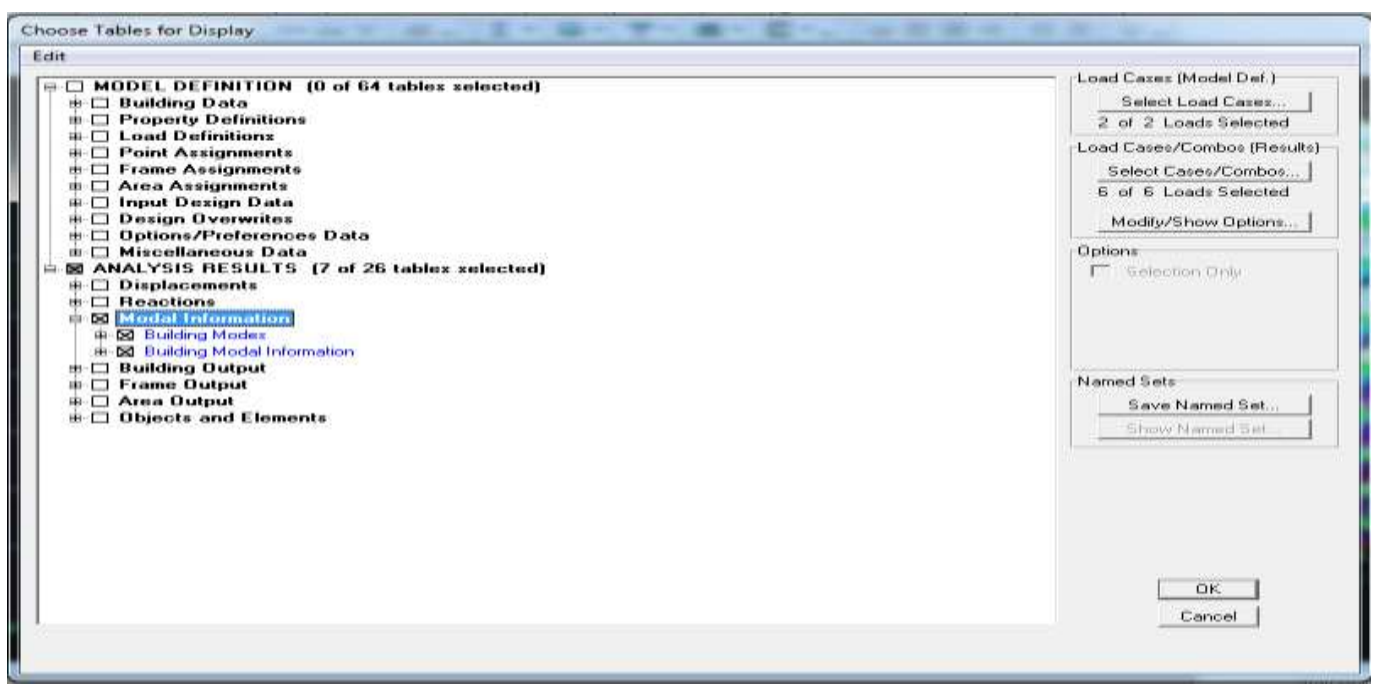 Choose Tables for Display
Edit
MODEL DEFINITION (0 of 64 tables selected)
Building Data
Property Definitions
Load Definitions
Point Assignments
Frame Assignments
Area Assignments
Input Design Data
Design Overwrites
Options/Preferences Data
Miscellaneous Data
ANALYSIS RESULTS (7 of 26 tables selected)
Displacements
Reactions
Modal Information
Building Modes
Building Modal Information
Building Output
Frame Output
Area Output
Objects and Elements
Load Cases (Model Def.)
Select Load Cases...
2 of 2 Loads Selected
Load Cases/Combos (Results)
Select Cases/Combos...
6 of 6 Loads Selected
Modify/Show Options...
Options
Selection Only
Named Sets
Save Named Set...
Show Named Set...
OK
Cancel